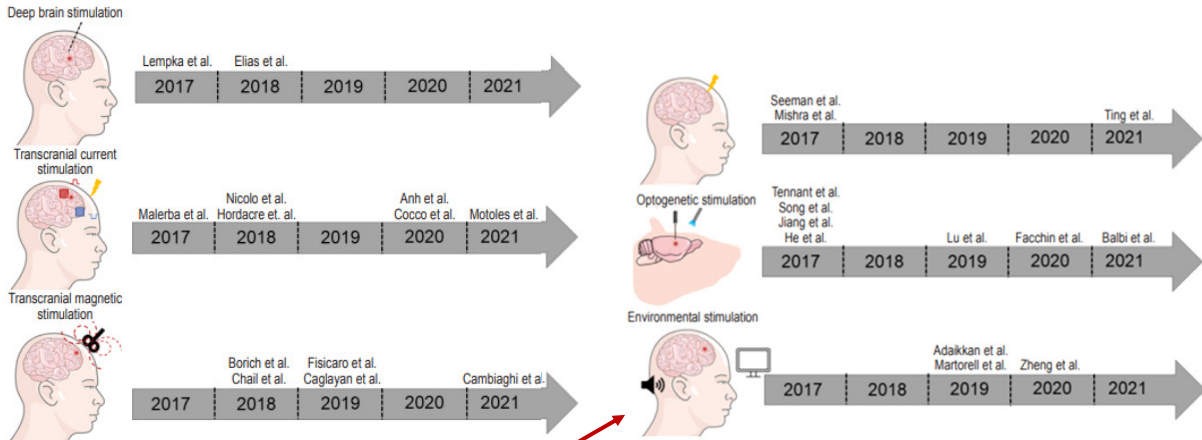 Deep brain stimulation
Lempka et al.
Elias et al.
2017
2018
2019
2020
2021
Transcranial current
stimulation
Malerba et al.
Nicolo et al.
Hordacre et. al.
Anh et al.
Cocco et al.
Motoles et al.
2017
2018
2019
2020
2021
Transcranial magnetic
stimulation
Borich et al.
Chail et al.
Fisicaro et al.
Caglayan et al.
Cambiaghi et al.
2017
2018
2019
2020
2021
Seeman et al.
Mishra et al.
Ting et al.
2017
2018
2019
2020
2021
Optogenetic stimulation
Tennant et al.
Song et al.
Jiang et al.
He et al.
Lu et al.
Facchin et al.
Balbi et al.
2017
2018
2019
2020
2021
Environmental stimulation
Adaikkan et al.
Martorell et al.
Zheng et al.
2017
2018
2019
2020
2021